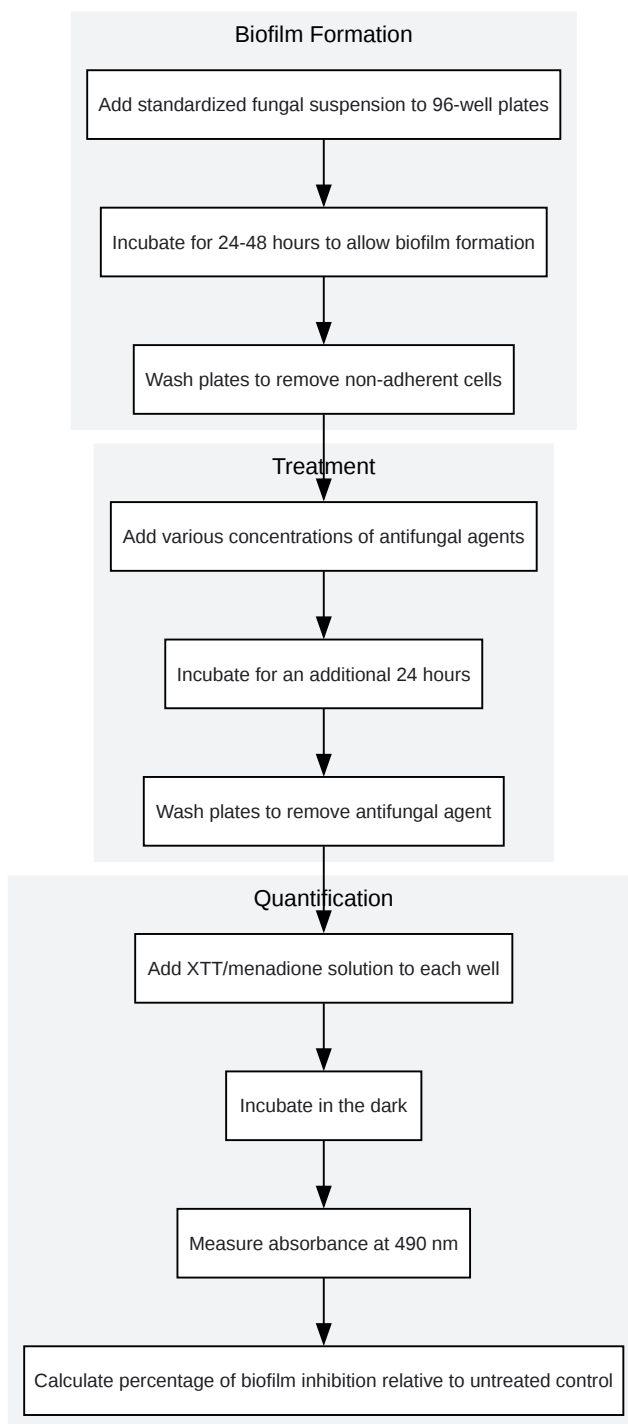 Biofilm Formation
Add standardized fungal suspension to 96-well plates
Incubate for 24-48 hours to allow biofilm formation
Wash plates to remove non-adherent cells
Treatment
Add various concentrations of antifungal agents
Incubate for an additional 24 hours
Wash plates to remove antifungal agent
Quantification
Add XTT/menadione solution to each well
Incubate in the dark
Measure absorbance at 490 nm
Calculate percentage of biofilm inhibition relative to untreated control